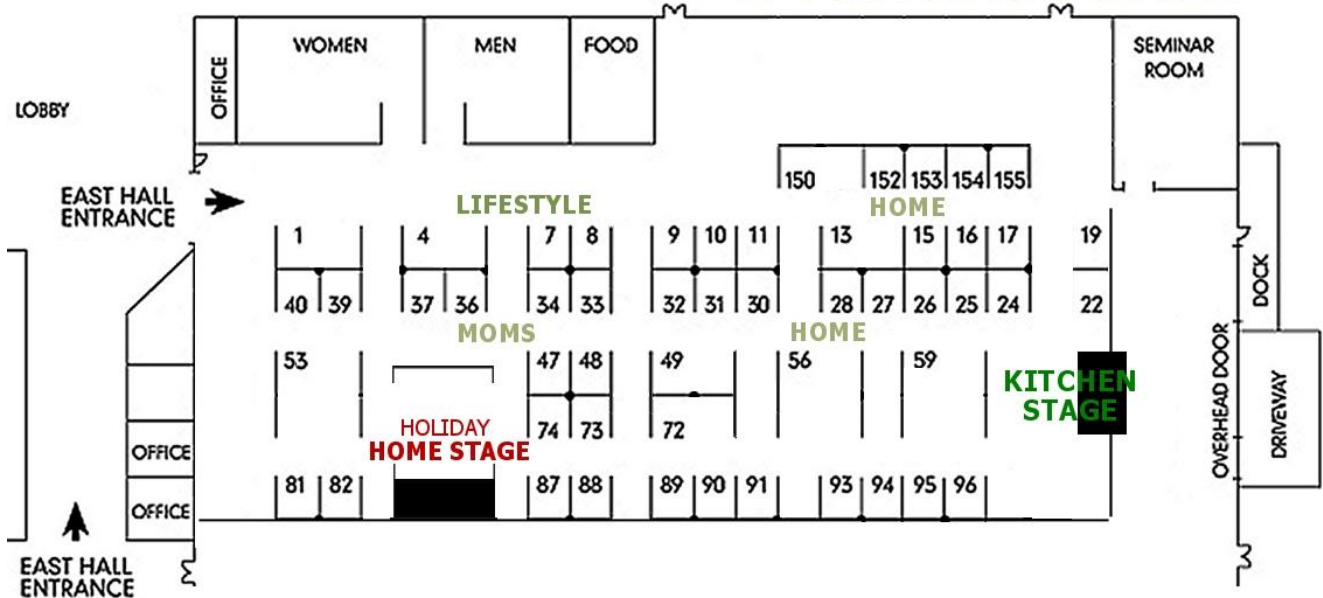 WOMEN
MEN
FOOD
SEMINAR
ROOM
OFFICE
LOBBY
150 152 153 154 155
EAST HALL
ENTRANCE
LIFESTYLE
HOME
1 4 7 8 9 10 11 13 15 16 17 19
DOCK
40 39 37 36 34 33 32 31 30 28 27 26 25 24 22
MOMS
HOME
53 47 48 49 56 59
KITCHEN
STAGE
OVERHEAD DOOR
DRIVEWAY
HOLIDAY
HOME STAGE
74 73 72
OFFICE
81 82 87 88 89 90 91 93 94 95 96
OFFICE
EAST HALL
ENTRANCE